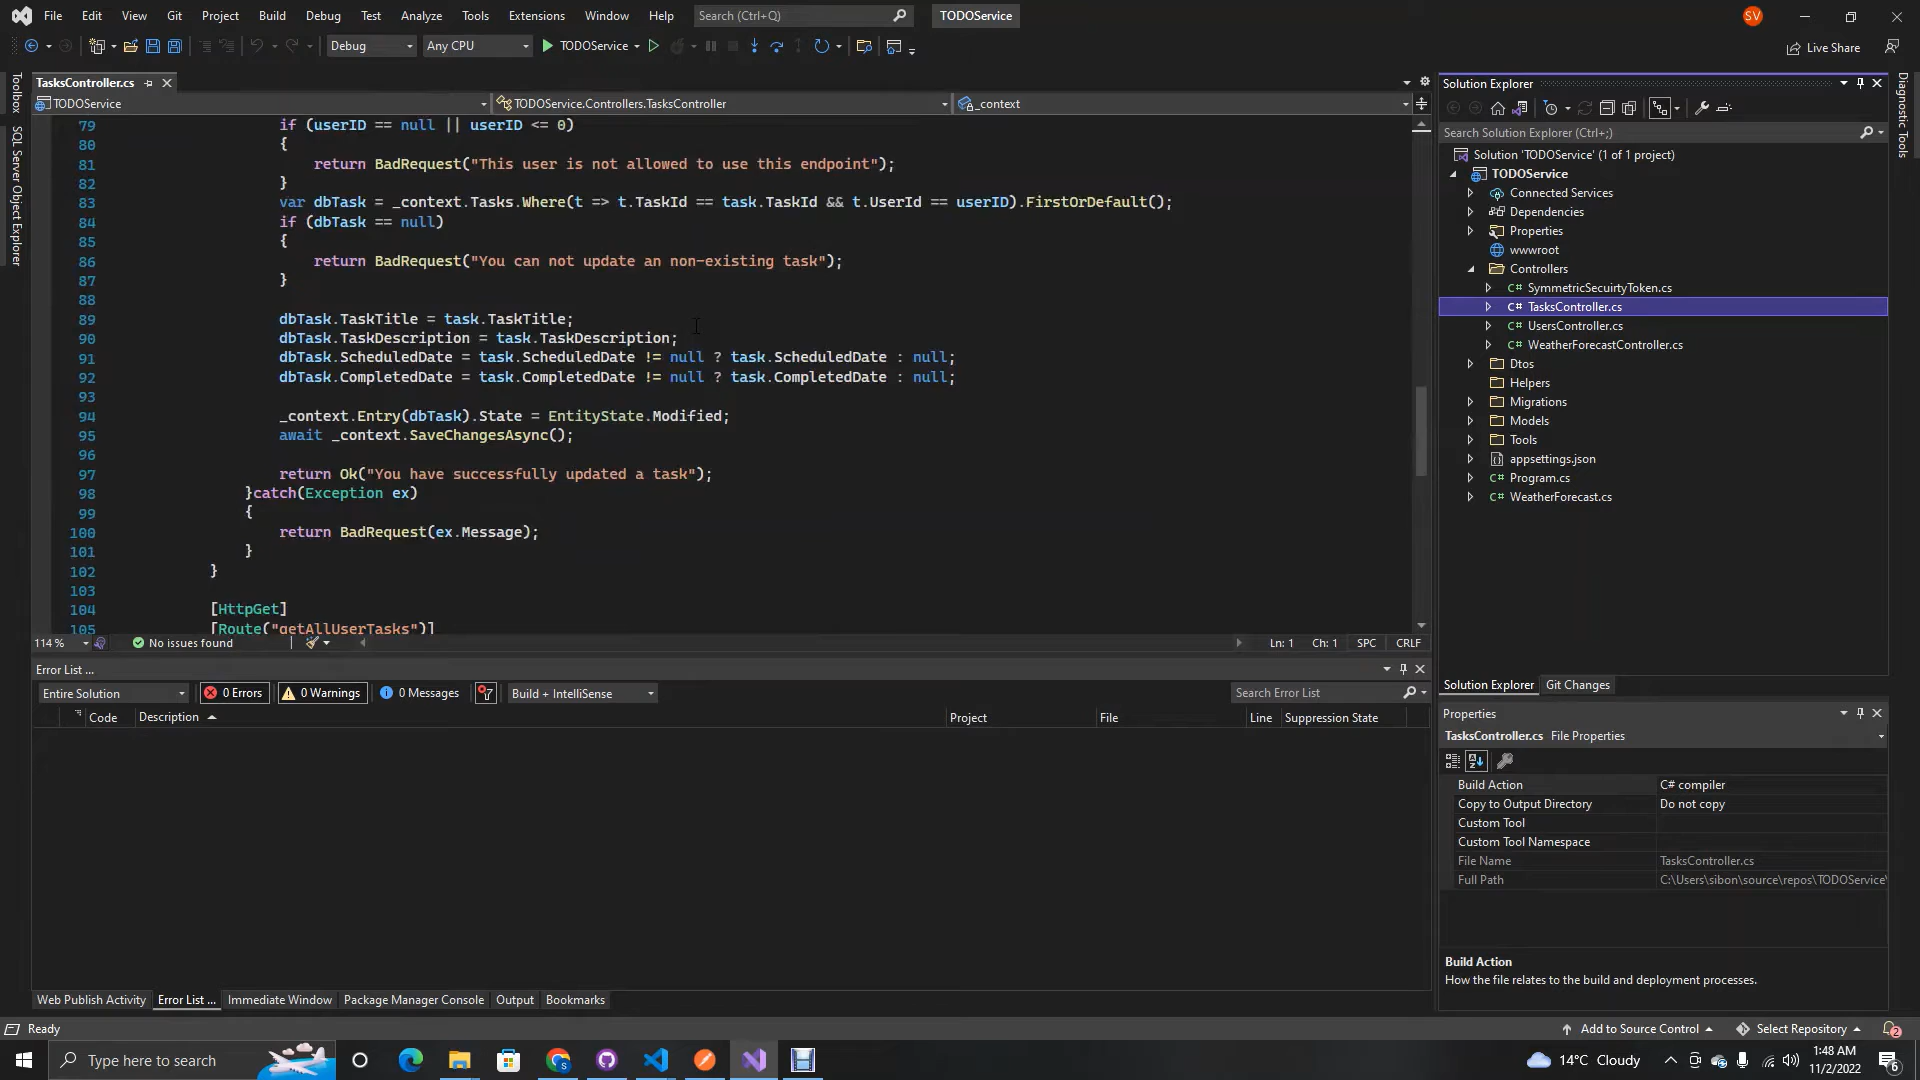 File Edit View Git Project Build Debug Test Analyze Tools Extensions Window Help Search (Ctrl+Q) TODOService SV
Debug Any CPU TODOService Live Share
TasksController.cs
TODOService TODOService.Controllers.TasksController _context
Toolbox
SQL Server Object Explorer
79 if (userID == null || userID <= 0)
80 {
81 return BadRequest("This user is not allowed to use this endpoint");
82 }
83 var dbTask = _context.Tasks.Where(t => t.TaskId == task.TaskId && t.UserId == userID).FirstOrDefault();
84 if (dbTask == null)
85 {
86 return BadRequest("You can not update an non-existing task");
87 }
88
89 dbTask.TaskTitle = task.TaskTitle;
90 dbTask.TaskDescription = task.TaskDescription;
91 dbTask.ScheduledDate = task.ScheduledDate != null ? task.ScheduledDate : null;
92 dbTask.CompletedDate = task.CompletedDate != null ? task.CompletedDate : null;
93
94 _context.Entry(dbTask).State = EntityState.Modified;
95 await _context.SaveChangesAsync();
96
97 return Ok("You have successfully updated a task");
98 }catch(Exception ex)
99 {
100 return BadRequest(ex.Message);
101 }
102 }
103
104 [HttpGet]
105 [Route("getAllUserTasks")]
114 % No issues found Ln: 1 Ch: 1 SPC CRLF
Error List ...
Entire Solution 0 Errors 0 Warnings 0 Messages Build + IntelliSense Search Error List
Code Description Project File Line Suppression State
Web Publish Activity Error List ... Immediate Window Package Manager Console Output Bookmarks
Solution Explorer
Search Solution Explorer (Ctrl+;)
Solution 'TODOService' (1 of 1 project)
TODOService
Connected Services
Dependencies
Properties
wwwroot
Controllers
C# SymmetricSecuirtyToken.cs
C# TasksController.cs
C# UsersController.cs
C# WeatherForecastController.cs
Dtos
Helpers
Migrations
Models
Tools
appsettings.json
C# Program.cs
C# WeatherForecast.cs
Solution Explorer Git Changes
Properties
TasksController.cs File Properties
Build Action C# compiler
Copy to Output Directory Do not copy
Custom Tool
Custom Tool Namespace
File Name TasksController.cs
Full Path C:\Users\sibon\source\repos\TODOService\
Build Action
How the file relates to the build and deployment processes.
Diagnostic Tools
Ready Add to Source Control Select Repository 2
Type here to search 14°C Cloudy 1:48 AM
11/2/2022 6